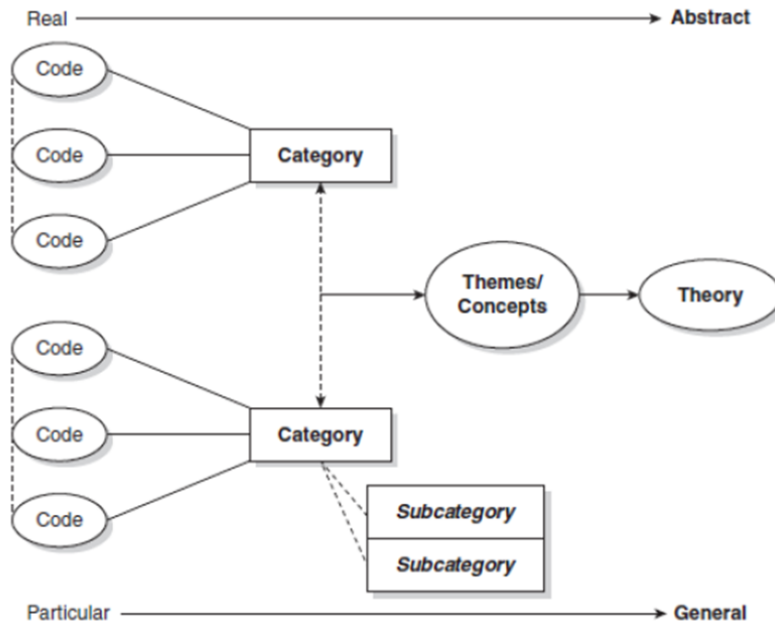 Real
Abstract
Code
Code
Category
Code
Themes/
Concepts
Theory
Code
Code
Category
Code
Subcategory
Subcategory
Particular
General